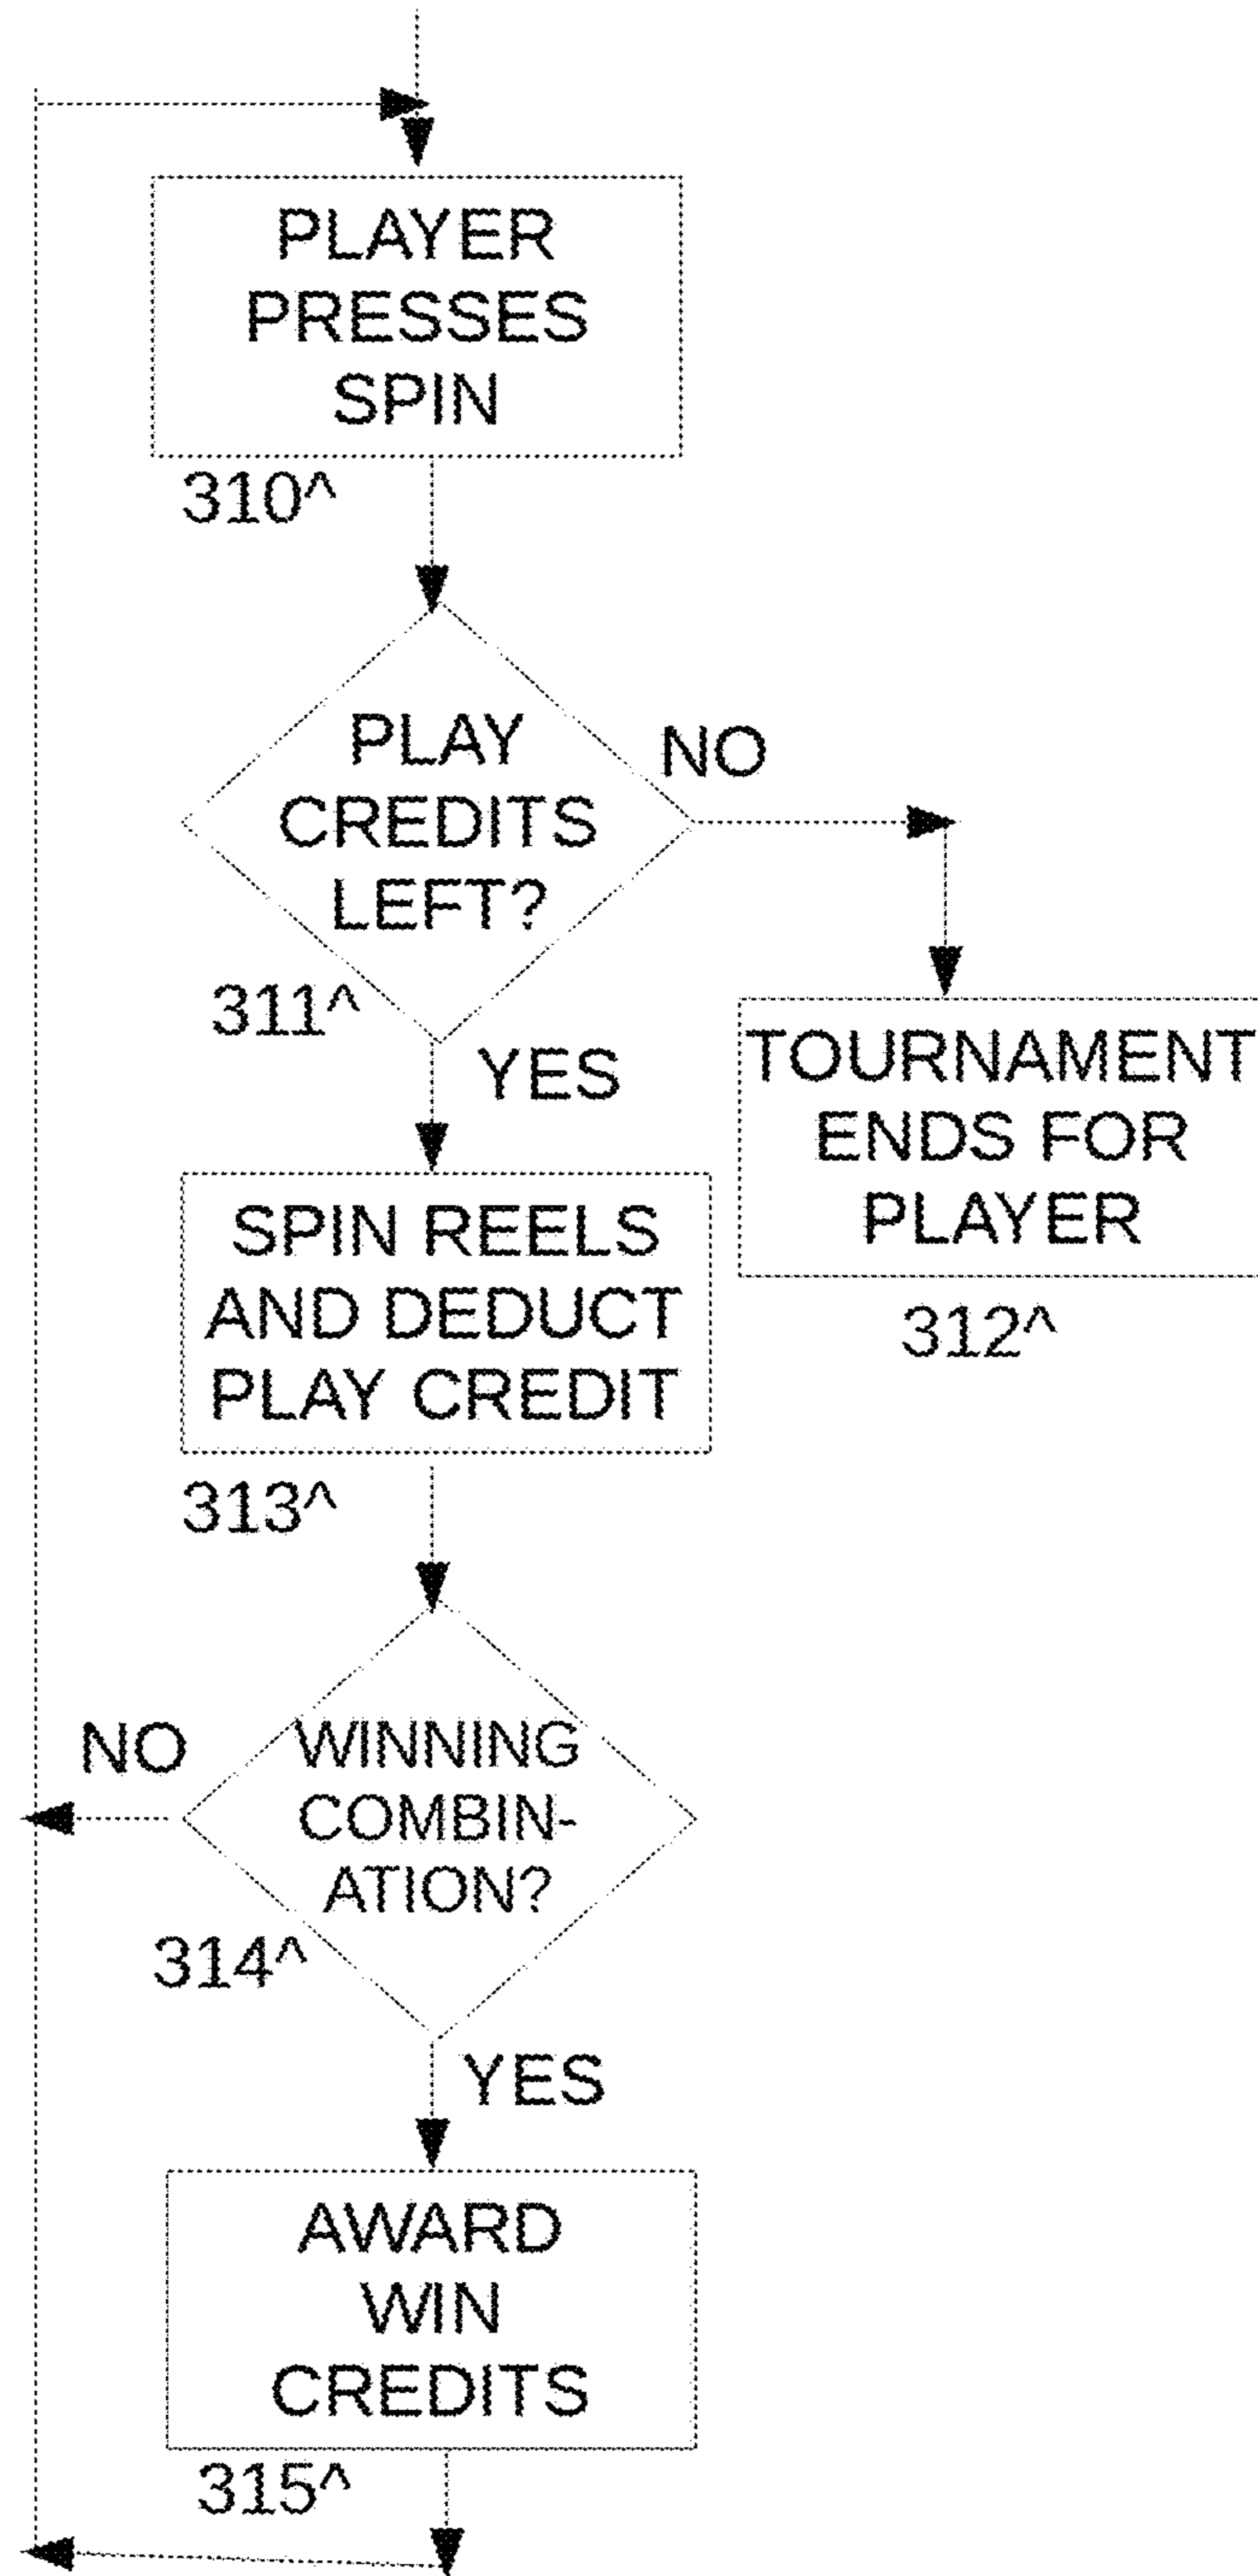 PLAYER
PRESSES
SPIN
310^
PLAY
CREDITS
LEFT?
NO
311^
YES
TOURNAMENT
ENDS FOR
PLAYER
312^
SPIN REELS
AND DEDUCT
PLAY CREDIT
313^
NO
WINNING
COMBIN-
ATION?
314^
YES
AWARD
WIN
CREDITS
315^